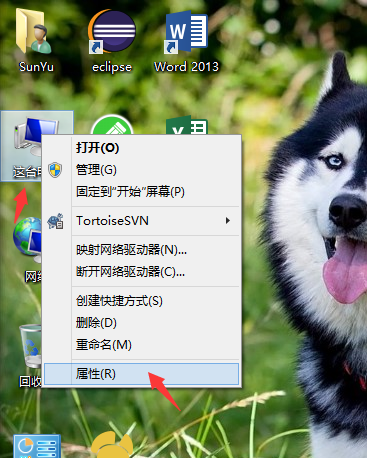 SunYu
eclipse
Word 2013
这台
打开(O)
管理(G)
固定到"开始"屏幕(P)
TortoiseSVN
映射网络驱动器(N)...
断开网络驱动器(C)...
网络
创建快捷方式(S)
删除(D)
重命名(M)
回收
属性(R)